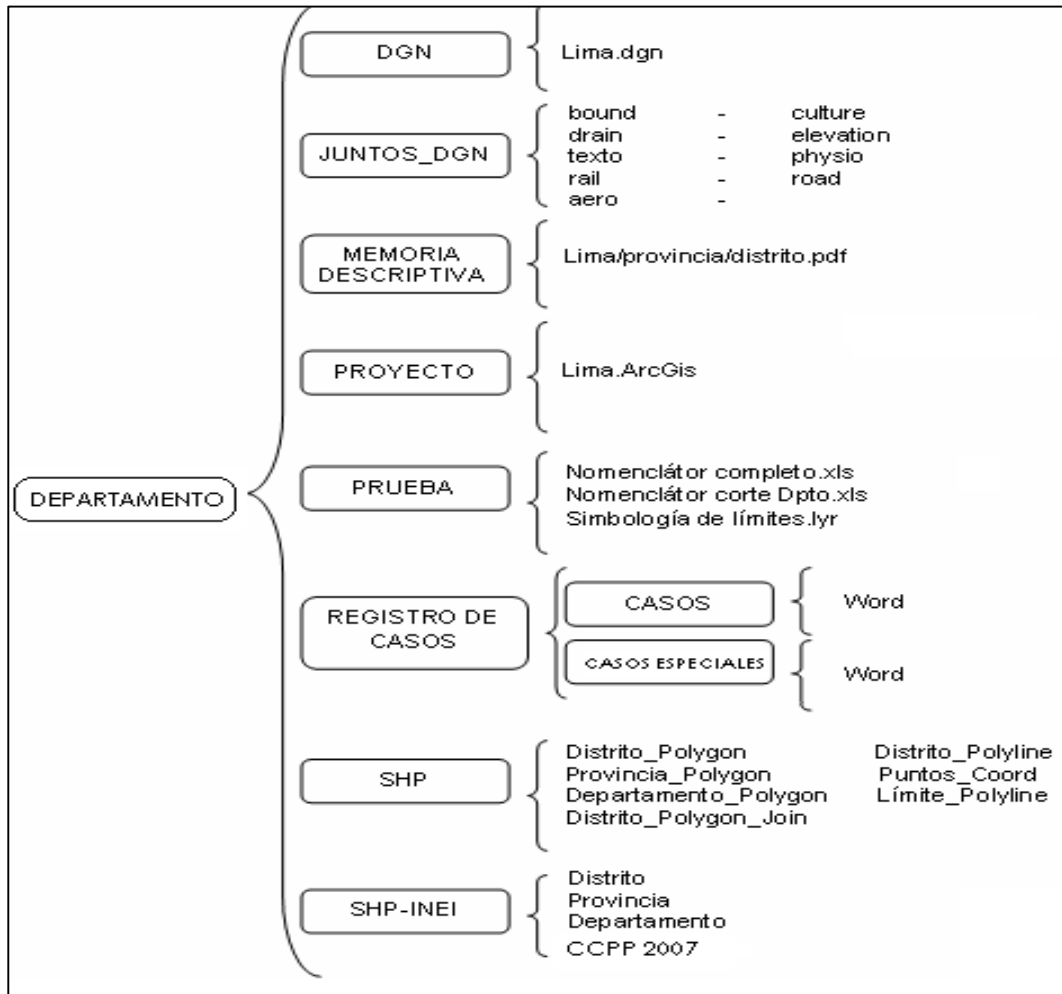 DEPARTAMENTO
DGN
Lima.dgn
JUNTOS_DGN
bound - culture
drain - elevation
texto - physio
rail - road
aero -
MEMORIA
DESCRIPTIVA
Lima/provincia/distrito.pdf
PROYECTO
Lima.ArcGis
PRUEBA
Nomenclátor completo.xls
Nomenclátor corte Dpto.xls
Simbología de límites.lyr
REGISTRO DE
CASOS
CASOS
Word
CASOS ESPECIALES
Word
SHP
Distrito_Polygon Distrito_Polyline
Provincia_Polygon Puntos_Coord
Departamento_Polygon Límite_Polyline
Distrito_Polygon_Join
SHP-INEI
Distrito
Provincia
Departamento
CCPP 2007